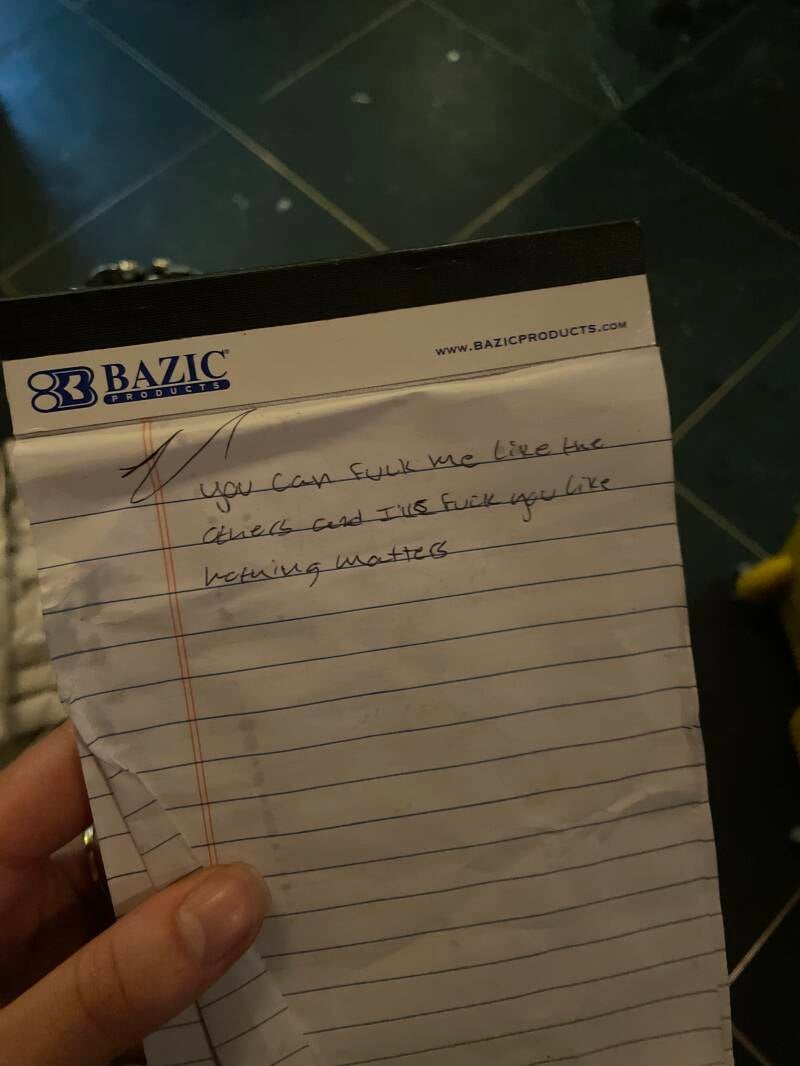 BAZIC
PRODUCTS
www.BAZICPRODUCTS.com
you can fuck me like the
others and I'll fuck you like
nothing matters